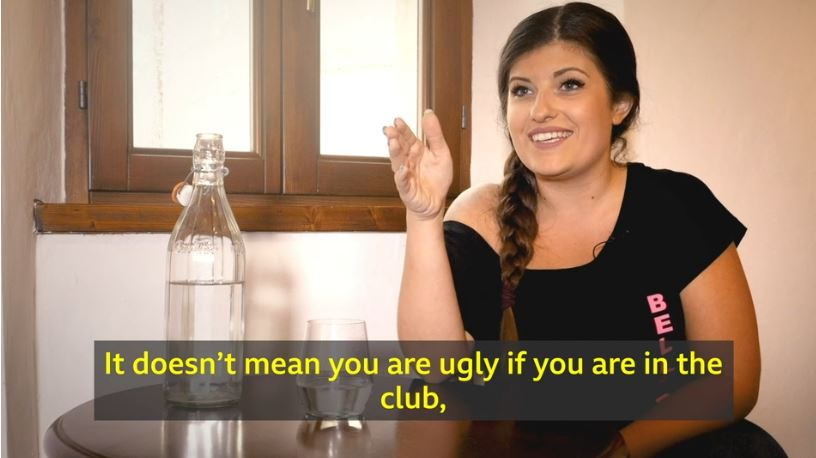 BEL
It doesn't mean you are ugly if you are in the
club,